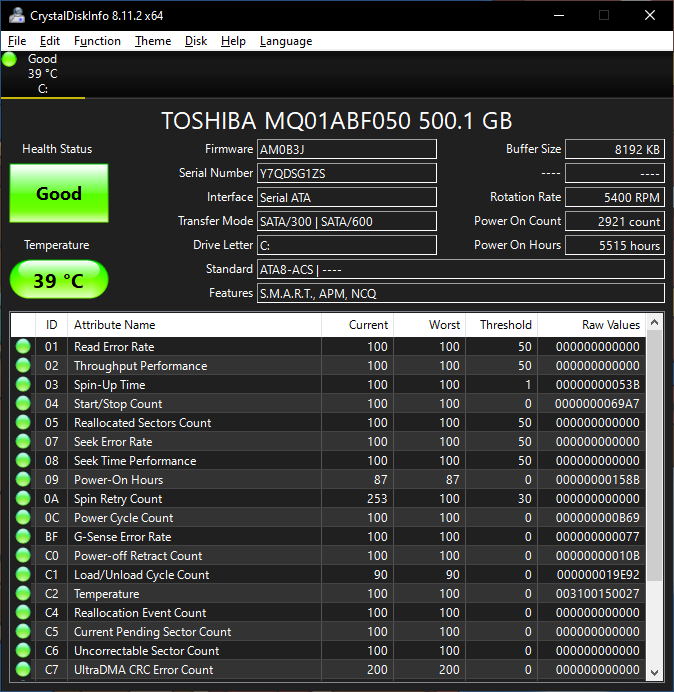 CrystalDiskInfo 8.11.2 x64
File Edit Function Theme Disk Help Language
Good
39 °C
C:
TOSHIBA MQ01ABF050 500.1 GB
Health Status
Good
Temperature
39 °C
Firmware AM0B3J Buffer Size 8192 KB
Serial Number Y7QDSG1ZS ---- ----
Interface Serial ATA Rotation Rate 5400 RPM
Transfer Mode SATA/300 | SATA/600 Power On Count 2921 count
Drive Letter C: Power On Hours 5515 hours
Standard ATA8-ACS | ----
Features S.M.A.R.T., APM, NCQ
ID Attribute Name Current Worst Threshold Raw Values
01 Read Error Rate 100 100 50 000000000000
02 Throughput Performance 100 100 50 000000000000
03 Spin-Up Time 100 100 1 00000000053B
04 Start/Stop Count 100 100 0 0000000069A7
05 Reallocated Sectors Count 100 100 50 000000000000
07 Seek Error Rate 100 100 50 000000000000
08 Seek Time Performance 100 100 50 000000000000
09 Power-On Hours 87 87 0 00000000158B
0A Spin Retry Count 253 100 30 000000000000
0C Power Cycle Count 100 100 0 000000000B69
BF G-Sense Error Rate 100 100 0 000000000077
C0 Power-off Retract Count 100 100 0 00000000010B
C1 Load/Unload Cycle Count 90 90 0 000000019E92
C2 Temperature 100 100 0 003100150027
C4 Reallocation Event Count 100 100 0 000000000000
C5 Current Pending Sector Count 100 100 0 000000000000
C6 Uncorrectable Sector Count 100 100 0 000000000000
C7 UltraDMA CRC Error Count 200 200 0 000000000000